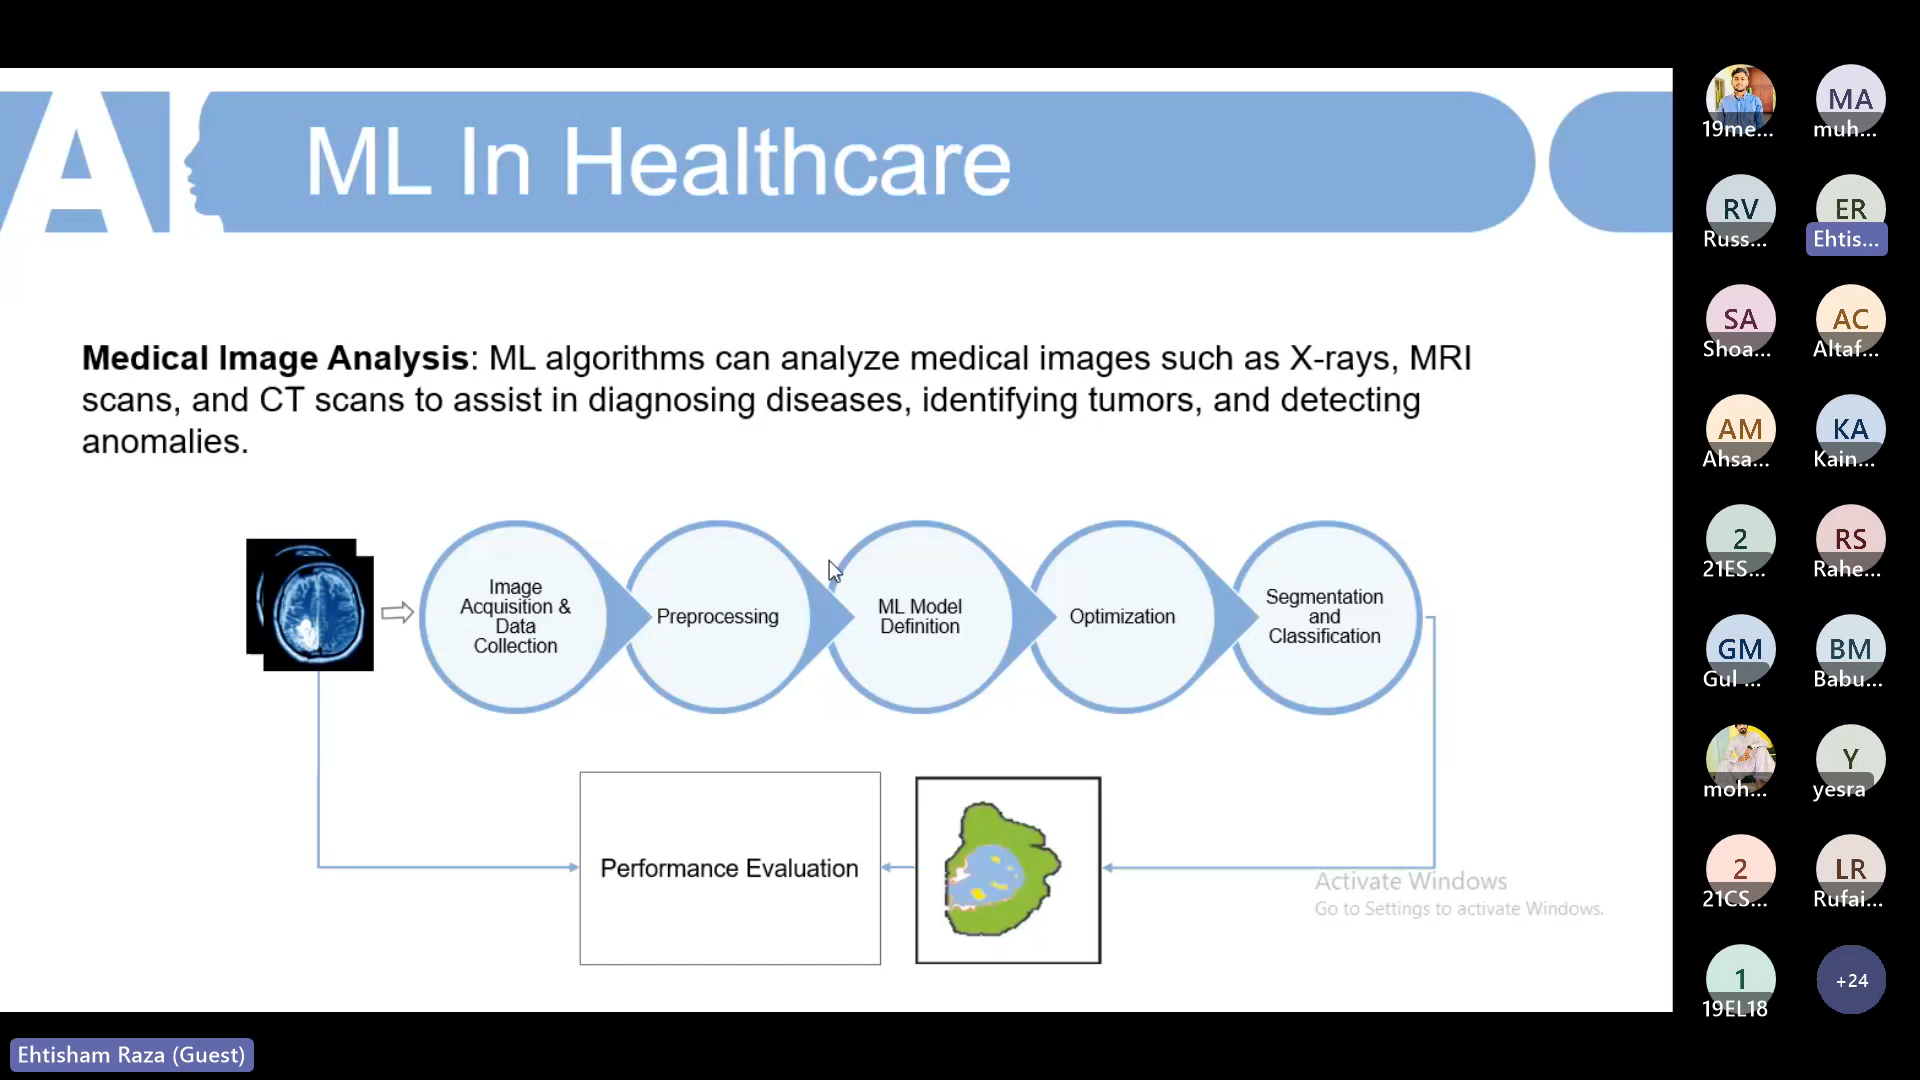 A
ML In Healthcare
Medical Image Analysis: ML algorithms can analyze medical images such as X-rays, MRI
scans, and CT scans to assist in diagnosing diseases, identifying tumors, and detecting
anomalies.
Image
Acquisition &
Data
Collection
Preprocessing
ML Model
Definition
Optimization
Segmentation
and
Classification
Performance Evaluation
Activate Windows
Go to Settings to activate Windows.
19me...
MA
muh...
RV
Russ...
ER
Ehtis...
SA
Shoa...
AC
Altaf...
AM
Ahsa...
KA
Kain...
2
21ES...
RS
Rahe...
GM
Gul ...
BM
Babu...
moh...
Y
yesra
2
21CS...
LR
Rufai...
1
19EL18
+24
Ehtisham Raza (Guest)